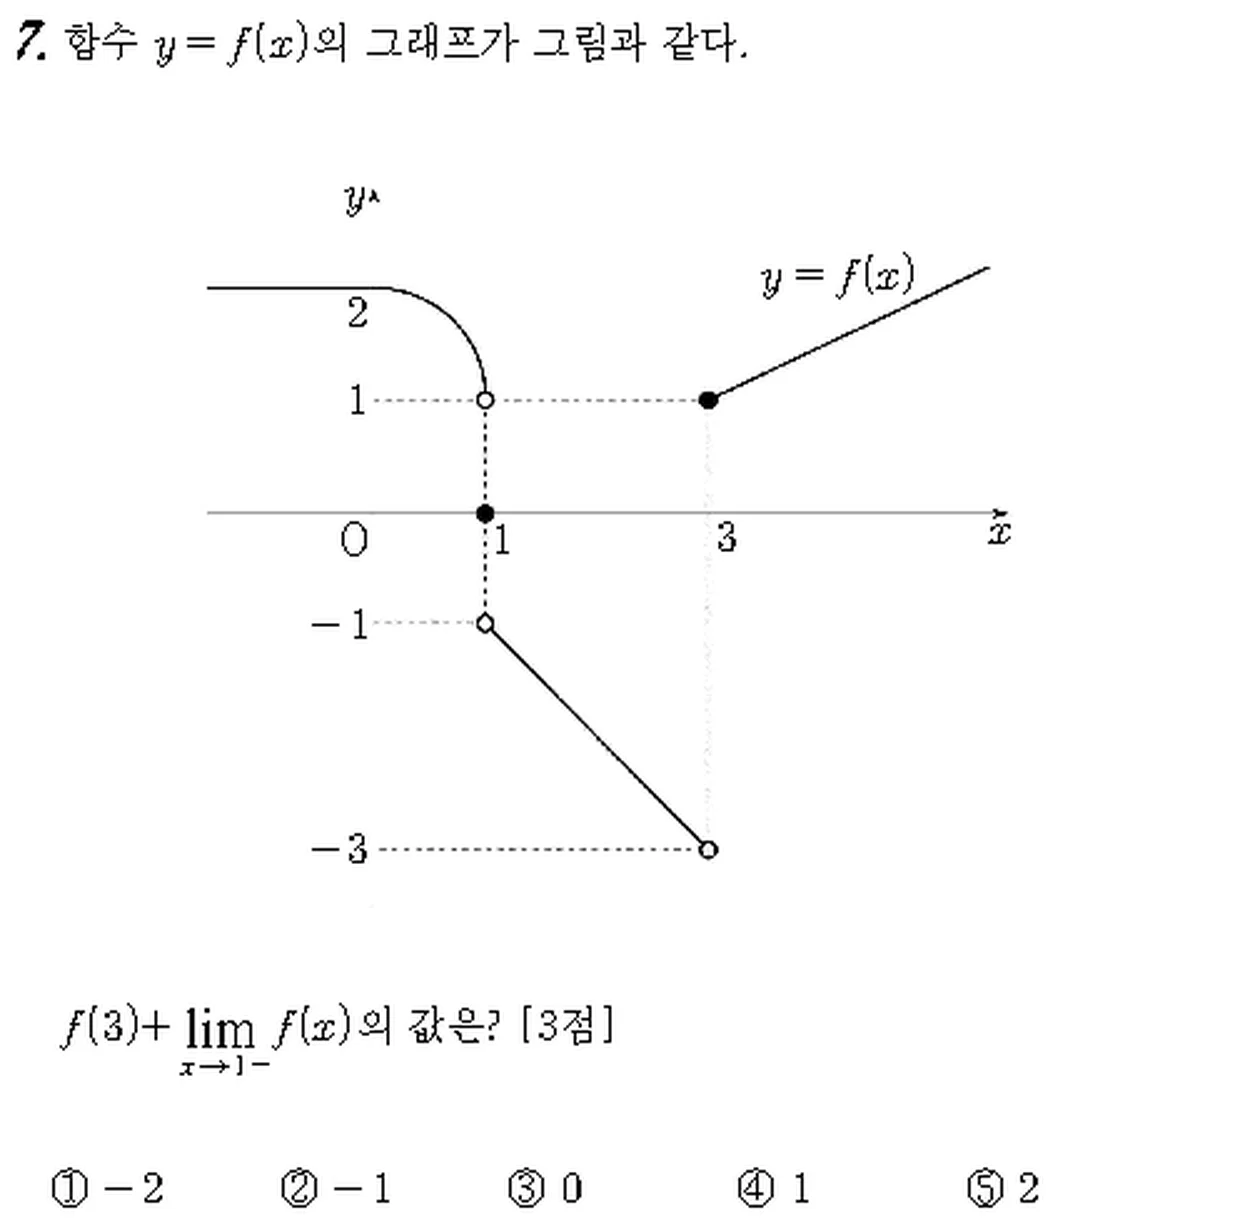 7. 함수 y = f(x)의 그래프가 그림과 같다.
y
y = f(x)
2
1
O
1
3
x
−1
−3
f(3)+ lim f(x)의 값은? [3점]
x→1−
① −2 ② −1 ③ 0 ④ 1 ⑤ 2